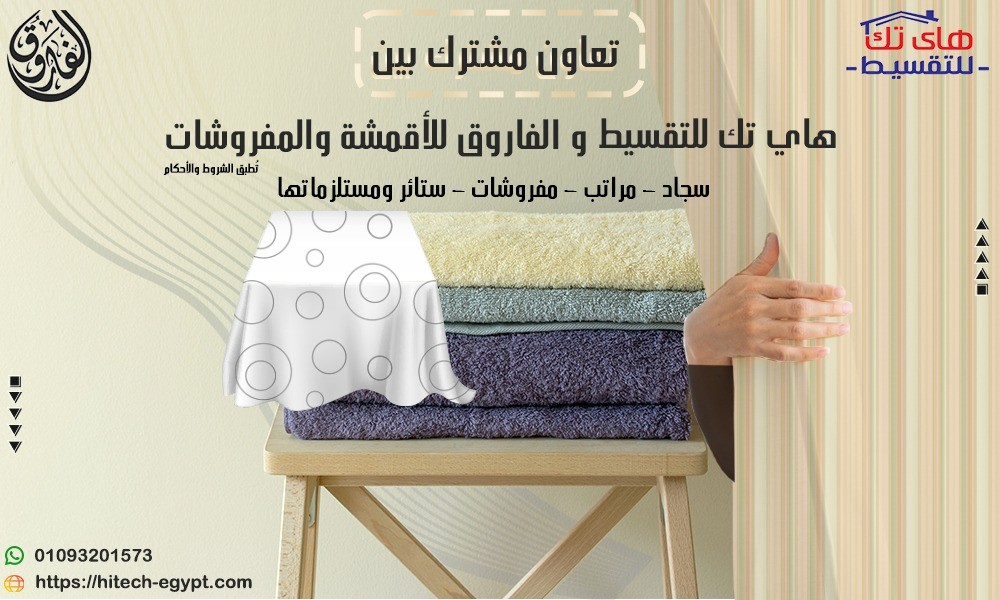 الفاروق
هاى تك
- للتقسيط -
تعاون مشترك بين
هاي تك للتقسيط و الفاروق للأقمشة والمفروشات
تُطبق الشروط والأحكام
سجاد – مراتب – مفروشات – ستائر ومستلزماتها
01093201573
https://hitech-egypt.com